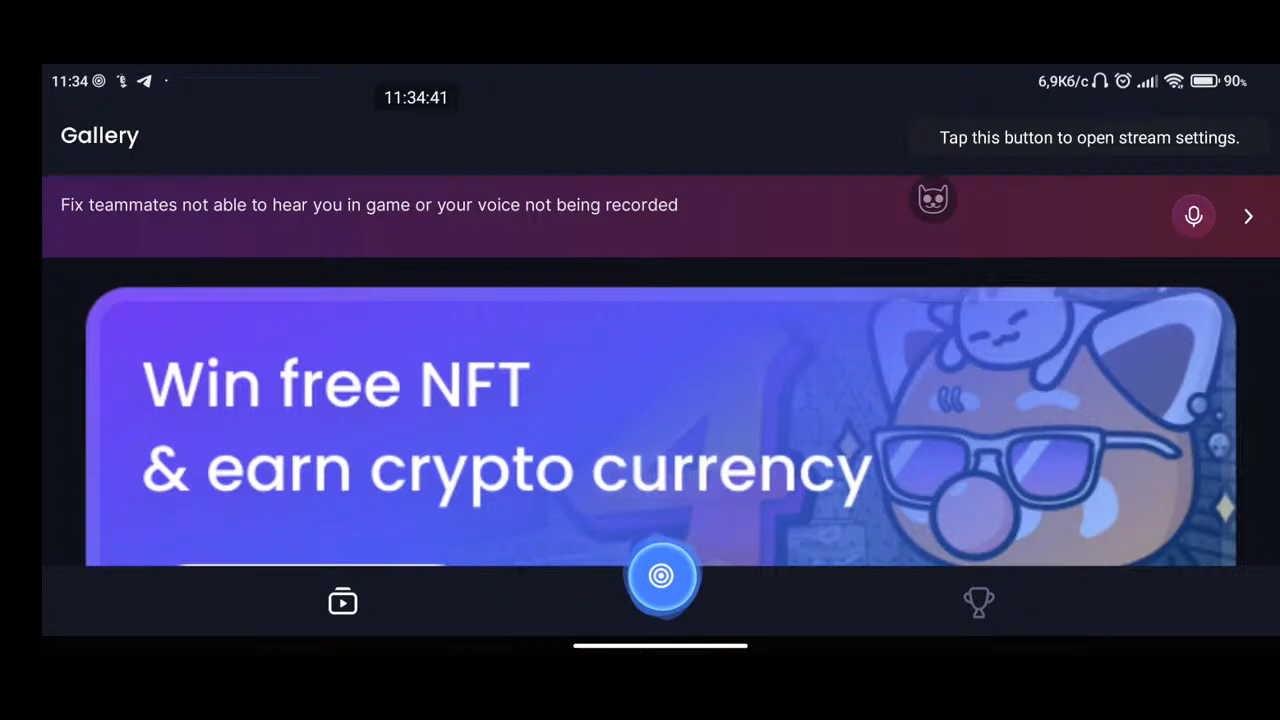 11:34
6,9Кб/с 90%
11:34:41
Gallery
Tap this button to open stream settings.
Fix teammates not able to hear you in game or your voice not being recorded
Win free NFT
& earn crypto currency